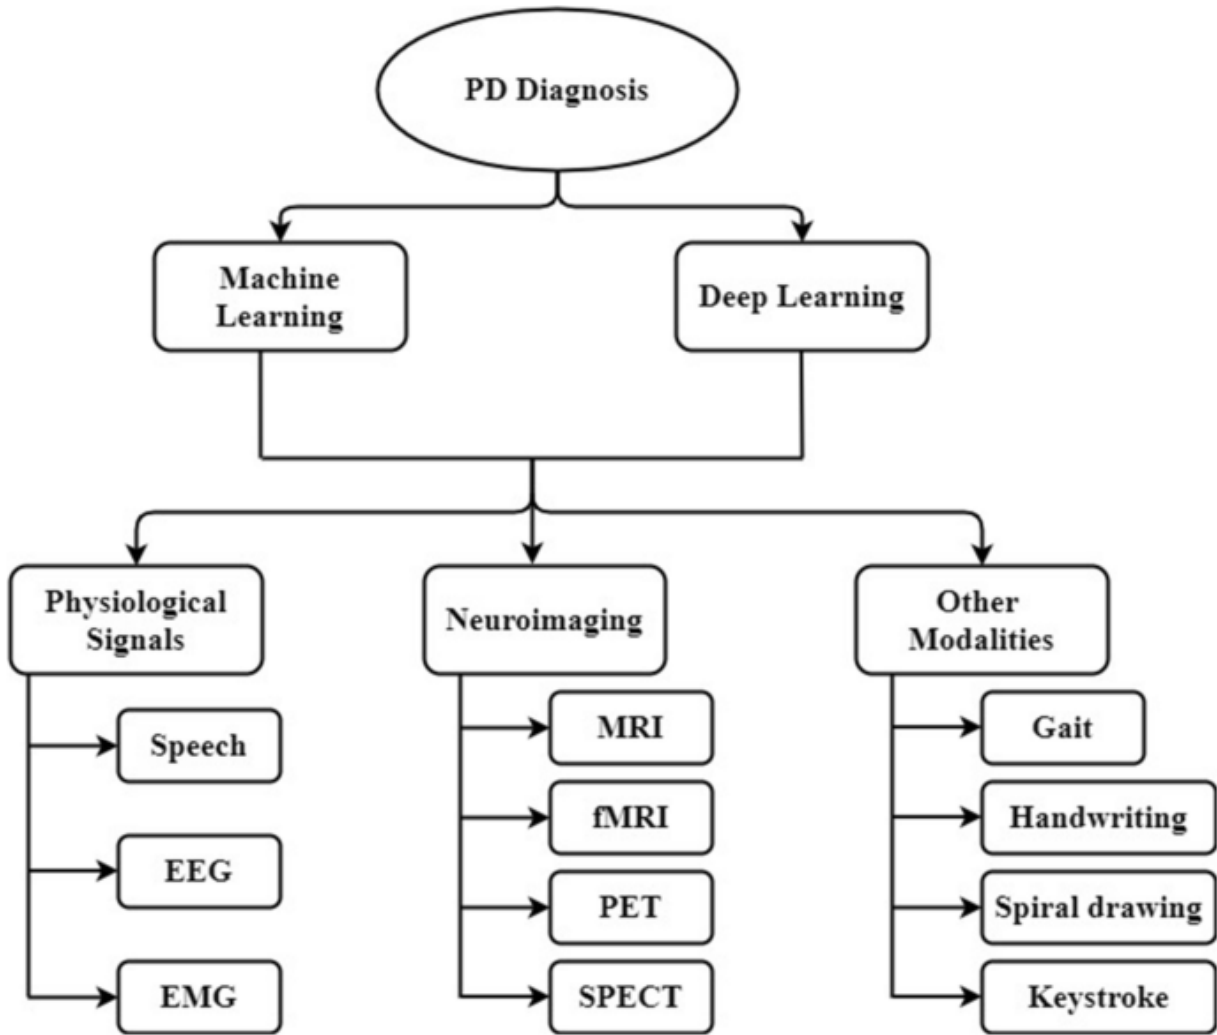 PD Diagnosis
Machine
Learning
Deep Learning
Physiological
Signals
Speech
EEG
EMG
Neuroimaging
MRI
fMRI
PET
SPECT
Other
Modalities
Gait
Handwriting
Spiral drawing
Keystroke